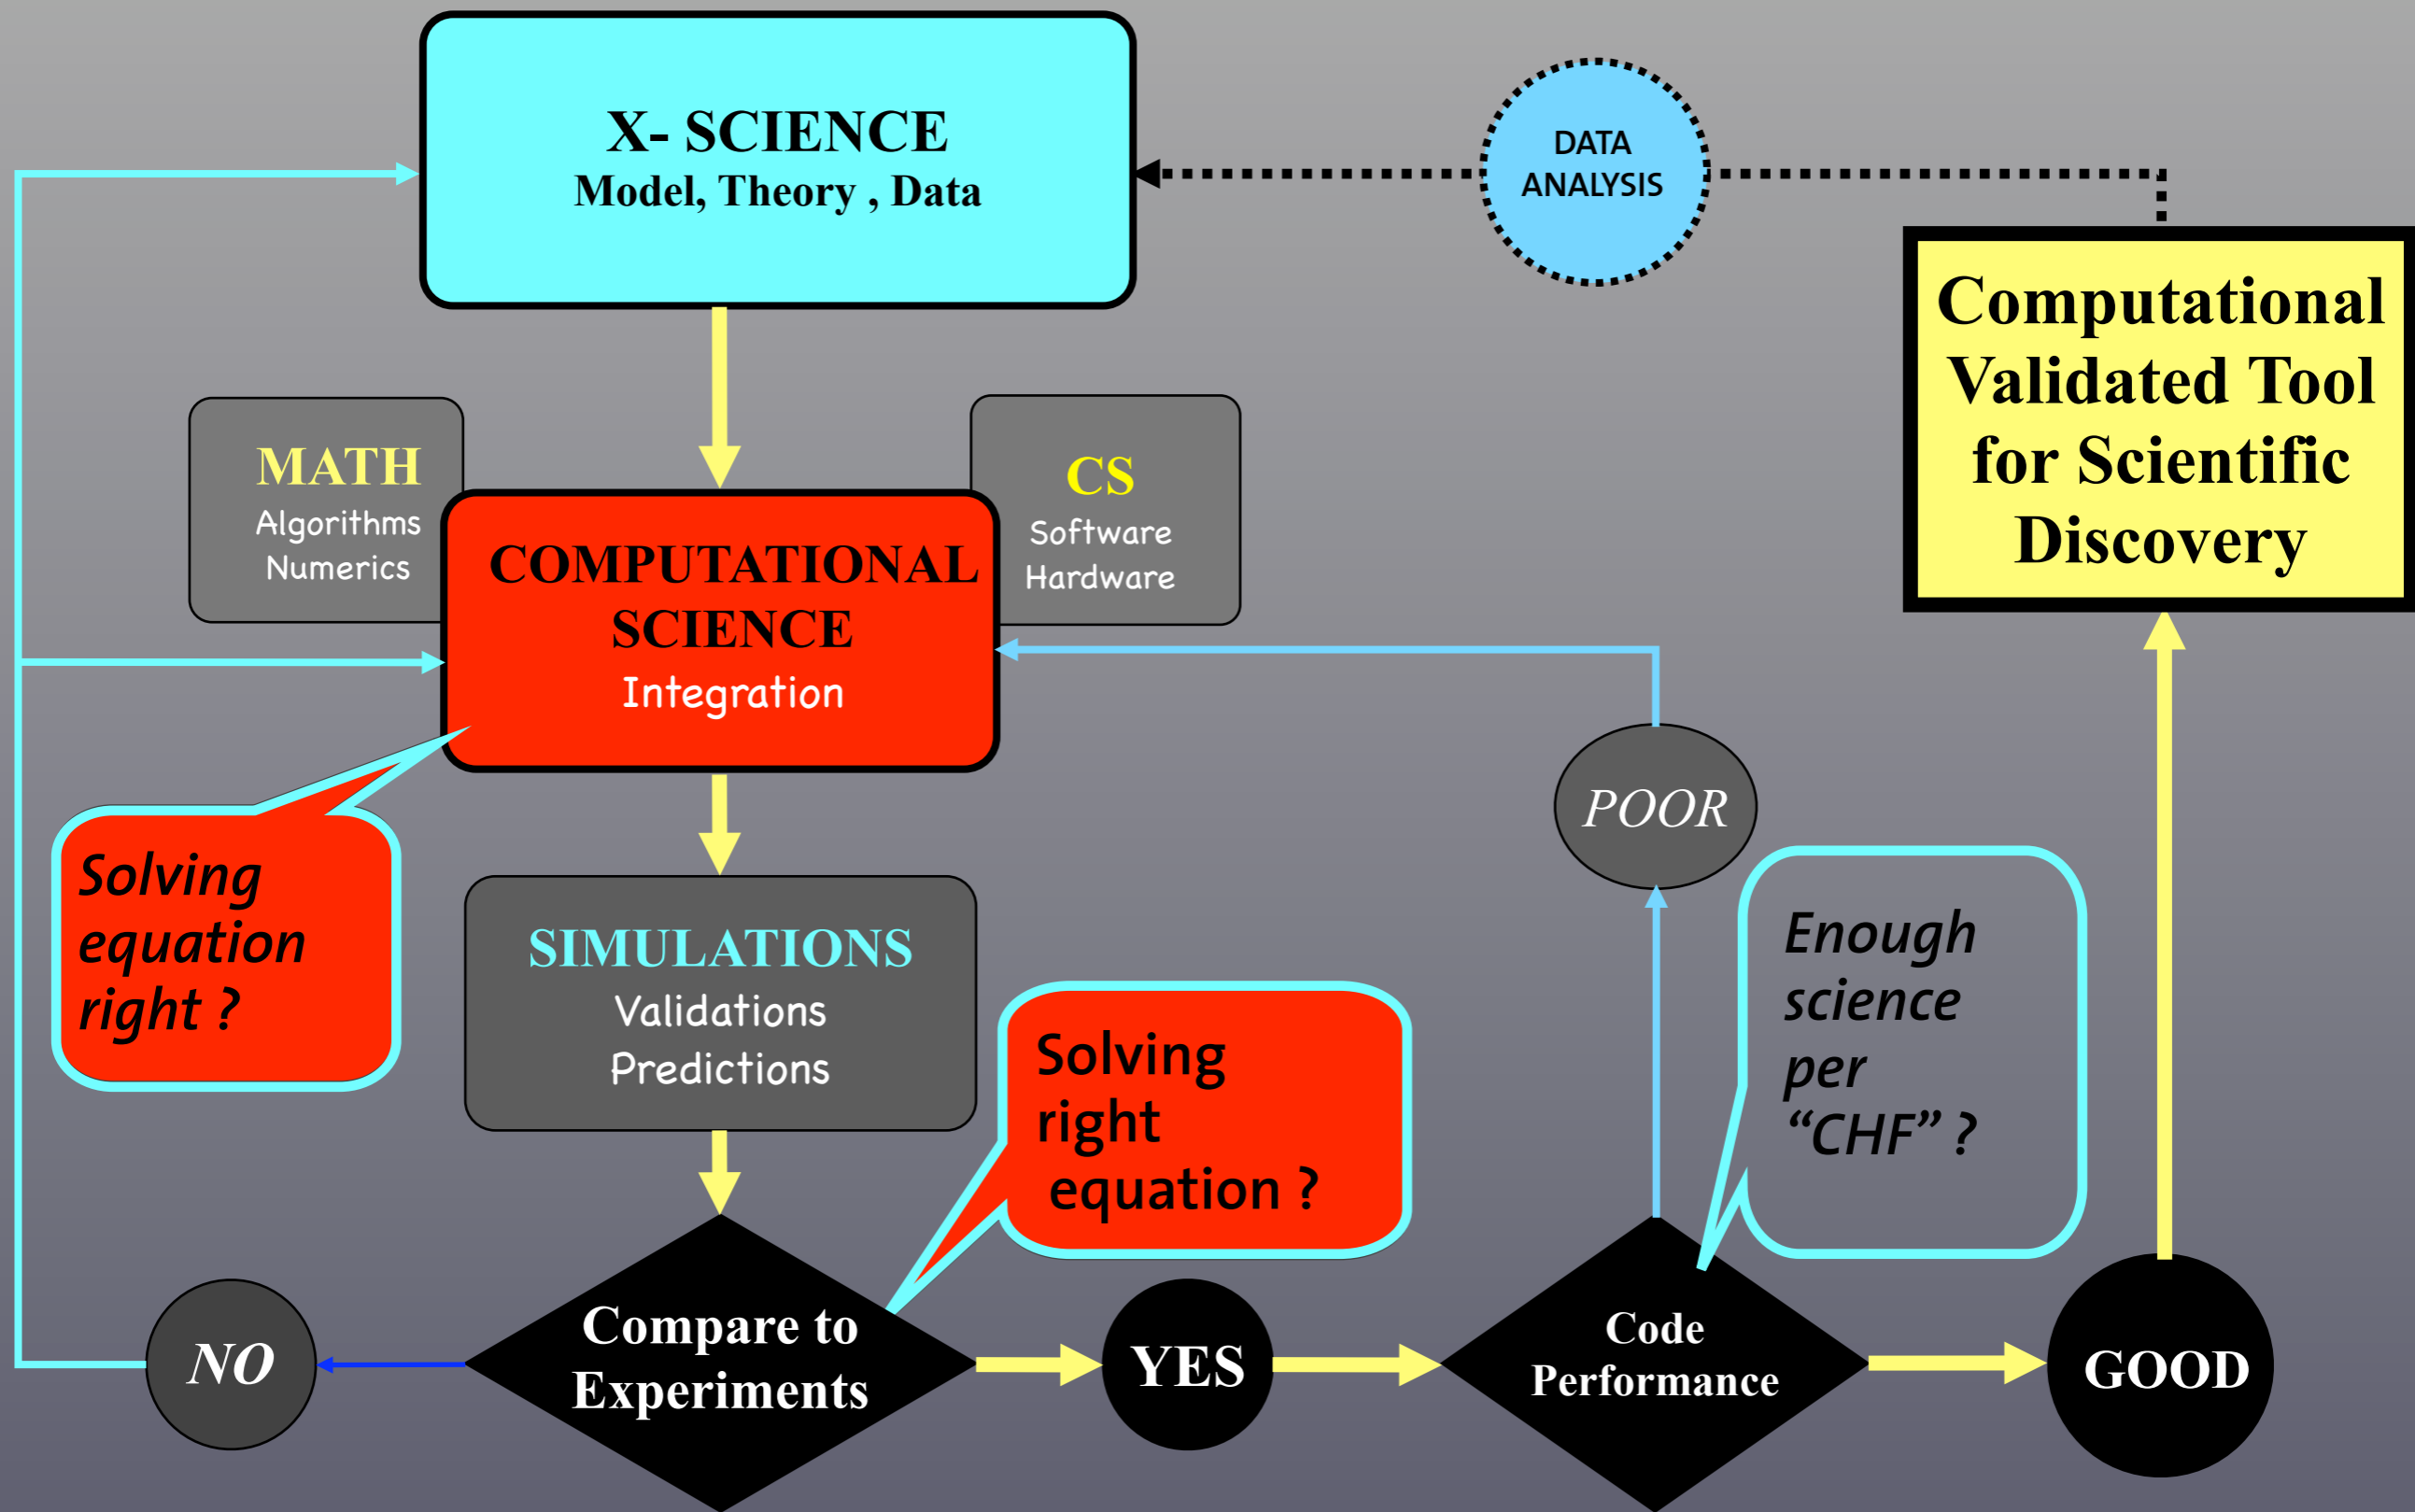 X- SCIENCE
Model, Theory , Data
DATA
ANALYSIS
Computational
Validated Tool
for Scientific
Discovery
MATH
Algorithms
Numerics
CS
Software
Hardware
COMPUTATIONAL
SCIENCE
Integration
Solving
equation
right ?
SIMULATIONS
Validations
Predictions
Solving
right
equation ?
POOR
Enough
science
per
“CHF” ?
NO
Compare to
Experiments
YES
Code
Performance
GOOD